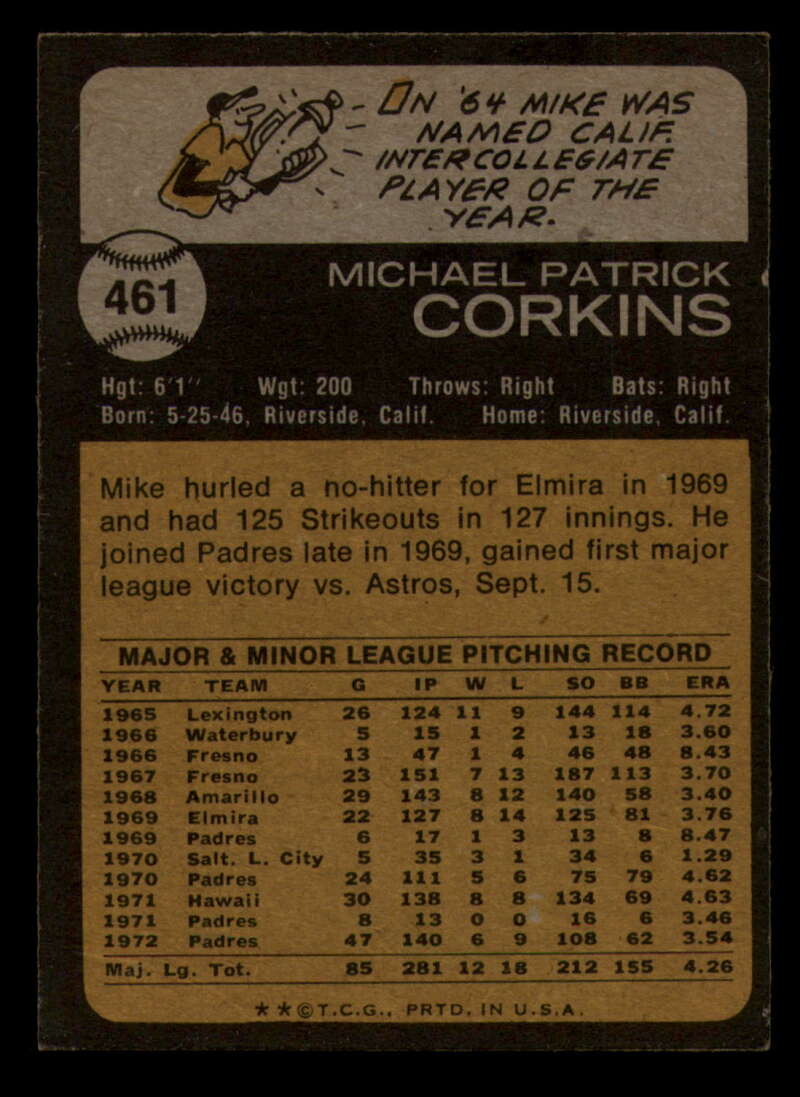 ON '64 MIKE WAS
NAMED CALIF.
INTERCOLLEGIATE
PLAYER OF THE
YEAR.
461
MICHAEL PATRICK
CORKINS
Hgt: 6'1" Wgt: 200 Throws: Right Bats: Right
Born: 5-25-46, Riverside, Calif. Home: Riverside, Calif.
Mike hurled a no-hitter for Elmira in 1969
and had 125 Strikeouts in 127 innings. He
joined Padres late in 1969, gained first major
league victory vs. Astros, Sept. 15.
MAJOR & MINOR LEAGUE PITCHING RECORD
YEAR TEAM G IP W L SO BB ERA
1965 Lexington 26 124 11 9 144 114 4.72
1966 Waterbury 5 15 1 2 13 18 3.60
1966 Fresno 13 47 1 4 46 48 8.43
1967 Fresno 23 151 7 13 187 113 3.70
1968 Amarillo 29 143 8 12 140 58 3.40
1969 Elmira 22 127 8 14 125 81 3.76
1969 Padres 6 17 1 3 13 8 8.47
1970 Salt. L. City 5 35 3 1 34 6 1.29
1970 Padres 24 111 5 6 75 79 4.62
1971 Hawaii 30 138 8 8 134 69 4.63
1971 Padres 8 13 0 0 16 6 3.46
1972 Padres 47 140 6 9 108 62 3.54
Maj. Lg. Tot. 85 281 12 18 212 155 4.26
★ ★ © T.C.G., PRTD. IN U.S.A.